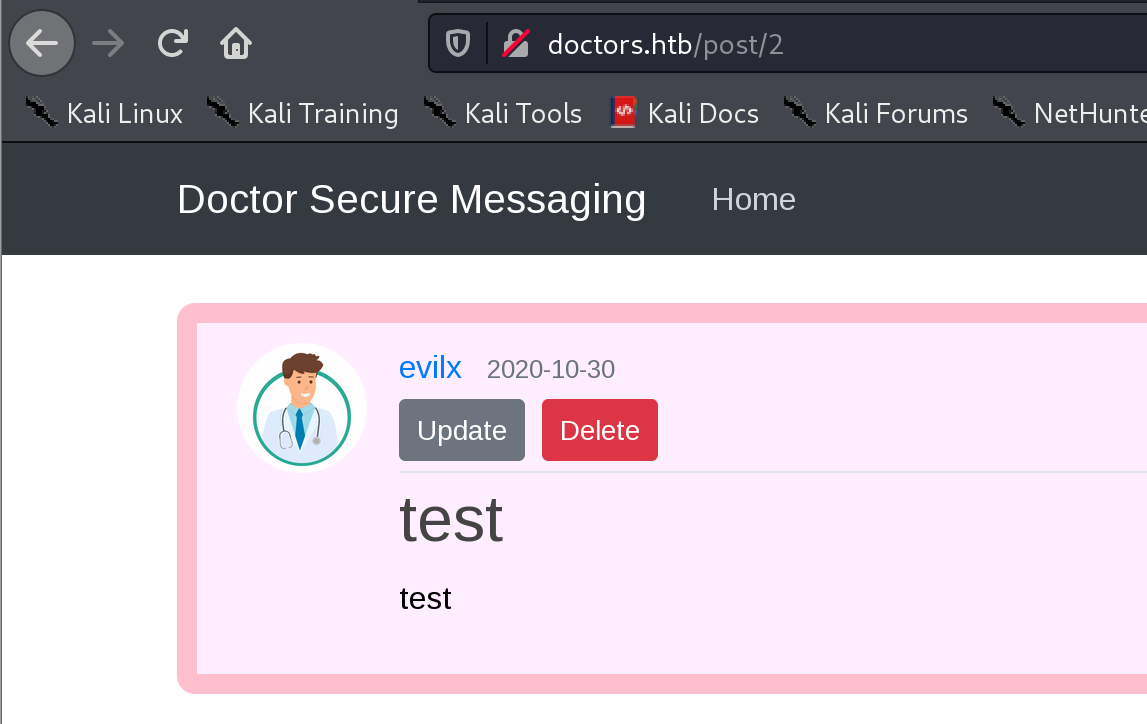 doctors.htb/post/2
Kali Linux Kali Training Kali Tools Kali Docs Kali Forums NetHunte
Doctor Secure Messaging Home
evilx 2020-10-30
Update Delete
test
test